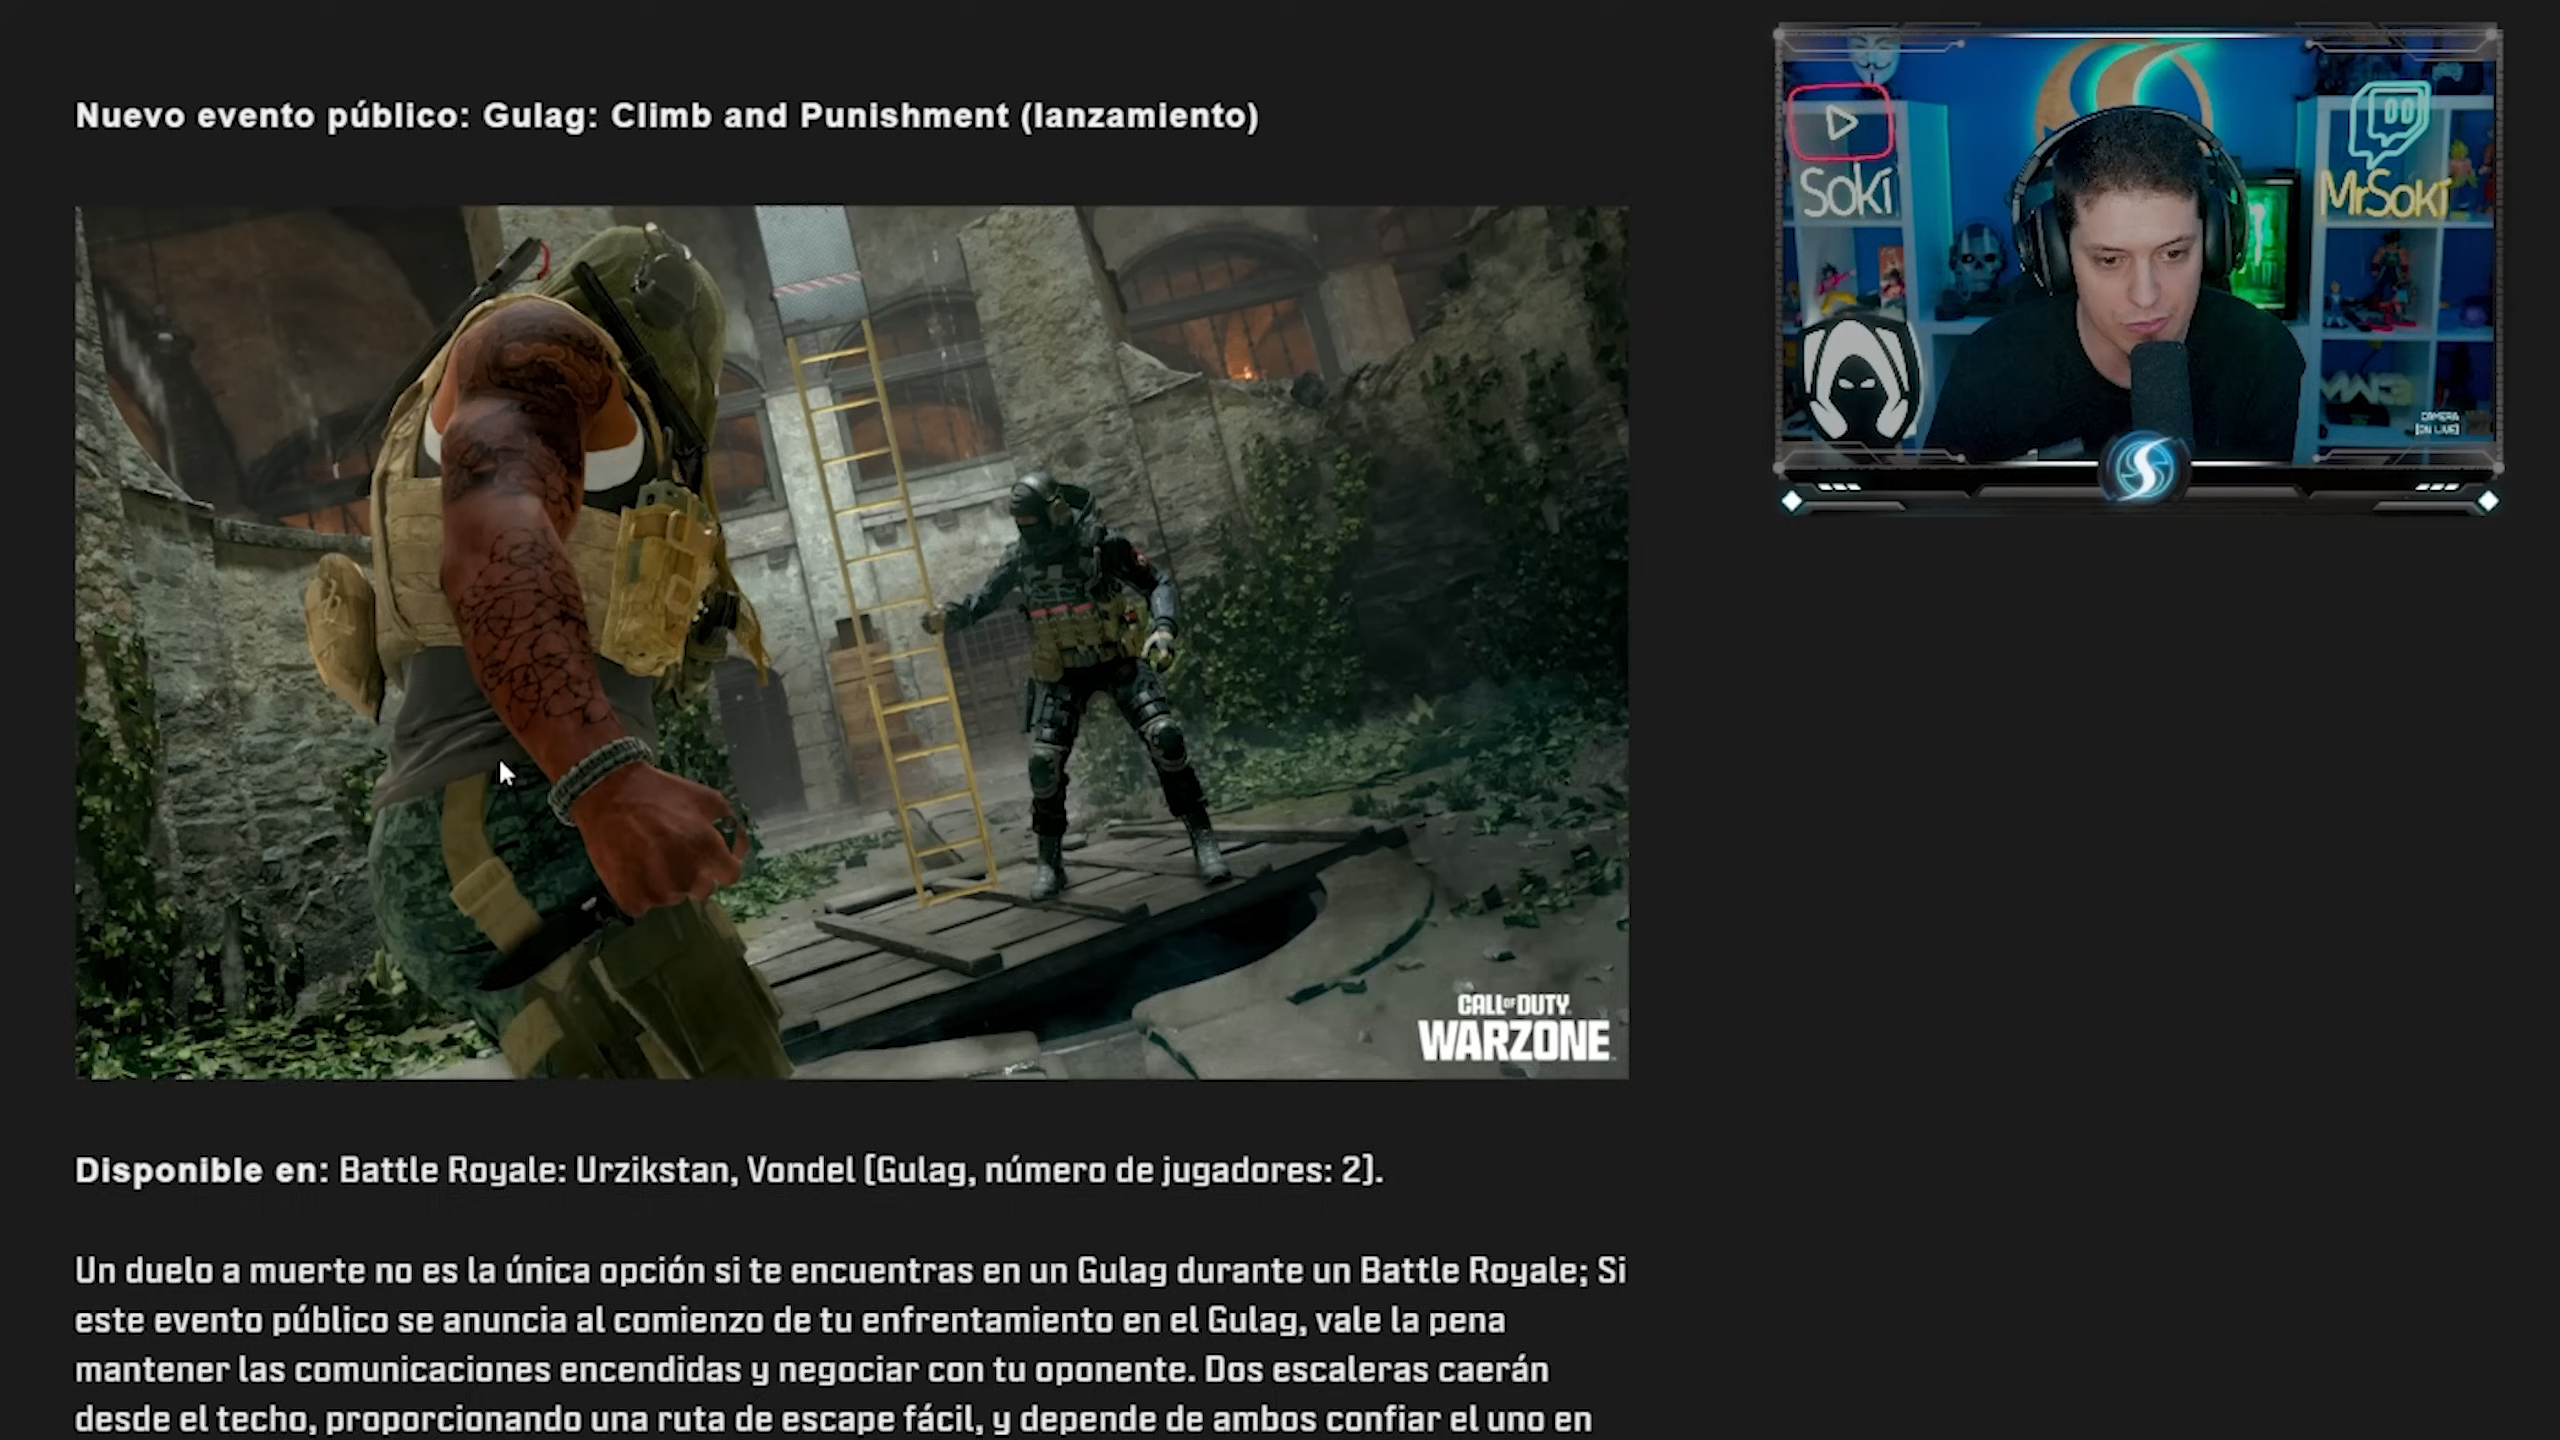 Nuevo evento público: Gulag: Climb and Punishment (lanzamiento)
Soki
MrSoki
CAMERA
[ON LIVE]
CALL OF DUTY
WARZONE
Disponible en: Battle Royale: Urzikstan, Vondel [Gulag, número de jugadores: 2].
Un duelo a muerte no es la única opción si te encuentras en un Gulag durante un Battle Royale; Si
este evento público se anuncia al comienzo de tu enfrentamiento en el Gulag, vale la pena
mantener las comunicaciones encendidas y negociar con tu oponente. Dos escaleras caerán
desde el techo, proporcionando una ruta de escape fácil, y depende de ambos confiar el uno en